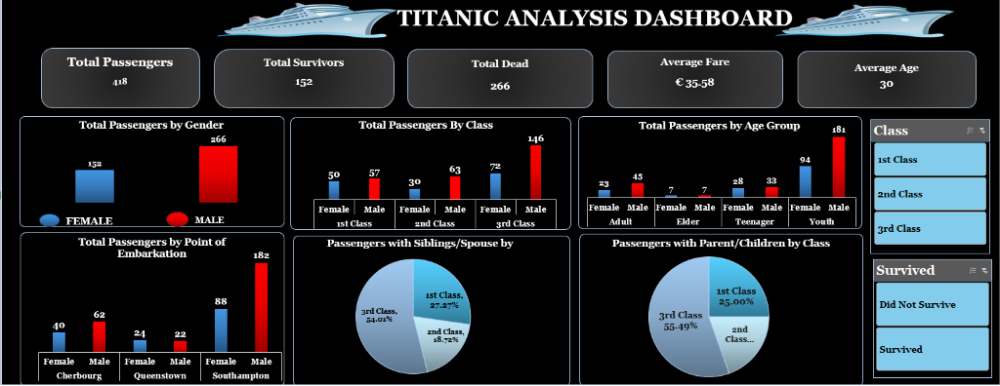 TITANIC ANALYSIS DASHBOARD
Total Passengers
418
Total Survivors
152
Total Dead
266
Average Fare
€ 35.58
Average Age
30
Total Passengers by Gender
152
266
FEMALE
MALE
Total Passengers By Class
50
57
30
63
72
146
Female Male Female Male Female Male
1st Class 2nd Class 3rd Class
Total Passengers by Age Group
23
45
7
7
28
33
94
181
Female Male Female Male Female Male Female Male
Adult Elder Teenager Youth
Class
1st Class
2nd Class
3rd Class
Total Passengers by Point of
Embarkation
40
62
24
22
88
182
Female Male Female Male Female Male
Cherbourg Queenstown Southampton
Passengers with Siblings/Spouse by
1st Class,
27.27%
2nd Class,
18.72%
3rd Class,
54.01%
Passengers with Parent/Children by Class
1st Class
25.00%
2nd
Class...
3rd Class
55.49%
Survived
Did Not Survive
Survived